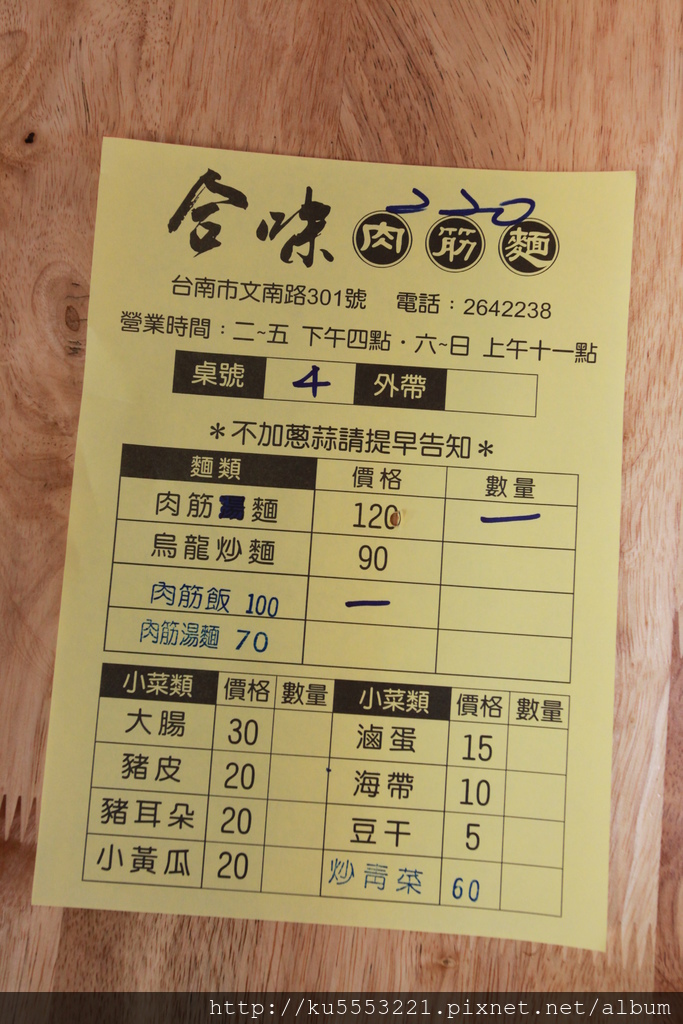 220
合味 肉筋麵
台南市文南路301號 電話：2642238
營業時間：二~五 下午四點・六~日 上午十一點
桌號 4 外帶
＊不加蔥蒜請提早告知＊
麵類 價格 數量
肉筋麵 120 一
烏龍炒麵 90
肉筋飯 100 一
肉筋湯麵 70
小菜類 價格 數量 小菜類 價格 數量
大腸 30 滷蛋 15
豬皮 20 海帶 10
豬耳朵 20 豆干 5
小黃瓜 20 炒青菜 60
http://ku5553221.pixnet.net/album